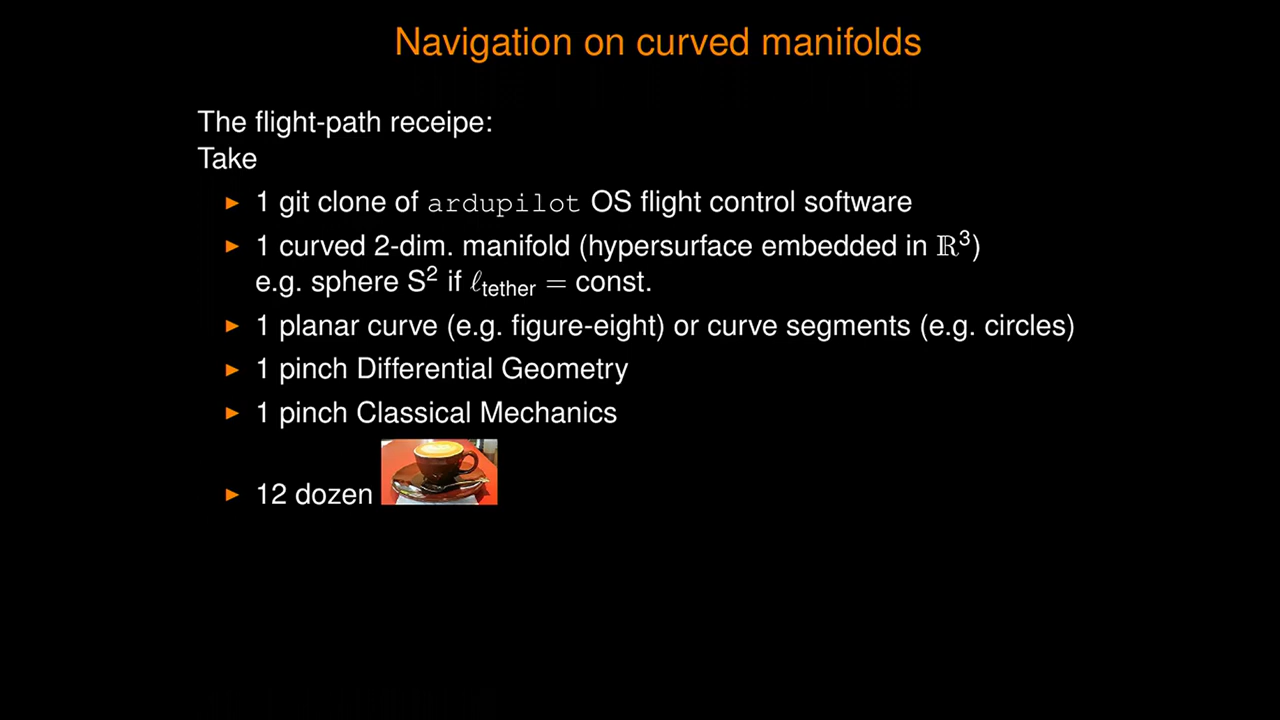 Navigation on curved manifolds
The flight-path receipe:
Take
► 1 git clone of ardupilot OS flight control software
► 1 curved 2-dim. manifold (hypersurface embedded in ℝ³)
e.g. sphere S² if ℓtether = const.
► 1 planar curve (e.g. figure-eight) or curve segments (e.g. circles)
► 1 pinch Differential Geometry
► 1 pinch Classical Mechanics
► 12 dozen